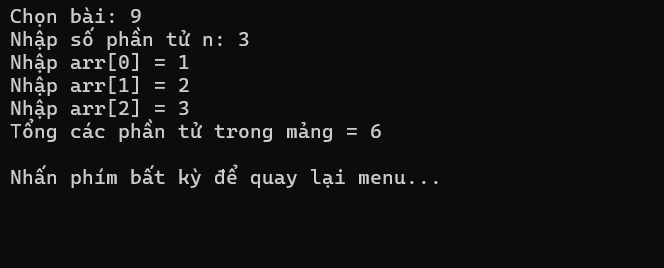 Chọn bài: 9
Nhập số phần tử n: 3
Nhập arr[0] = 1
Nhập arr[1] = 2
Nhập arr[2] = 3
Tổng các phần tử trong mảng = 6
Nhấn phím bất kỳ để quay lại menu...